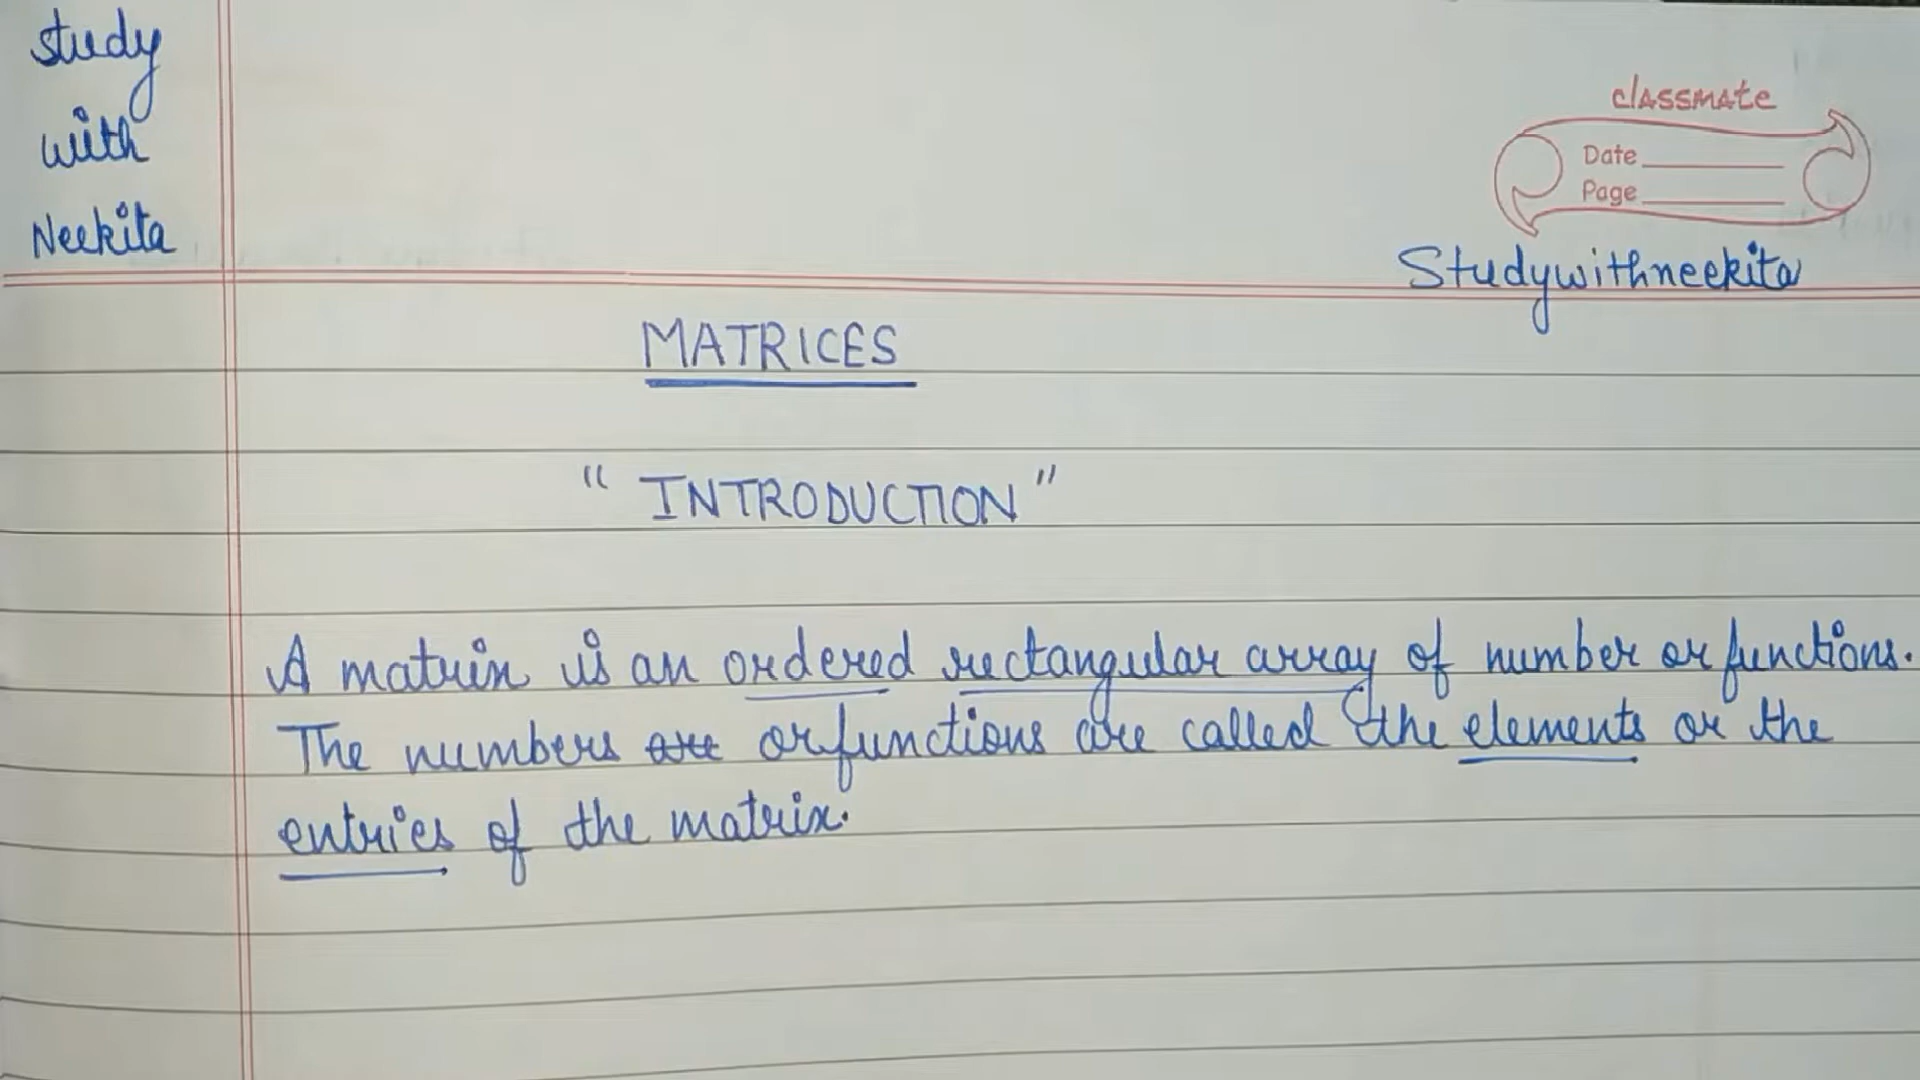 study
with
Neekita
classmate
Date
Page
Studywithneekita
MATRICES
“ INTRODUCTION ”
A matrix is an ordered rectangular array of number or functions.
The numbers are or functions are called the elements or the
entries of the matrix.